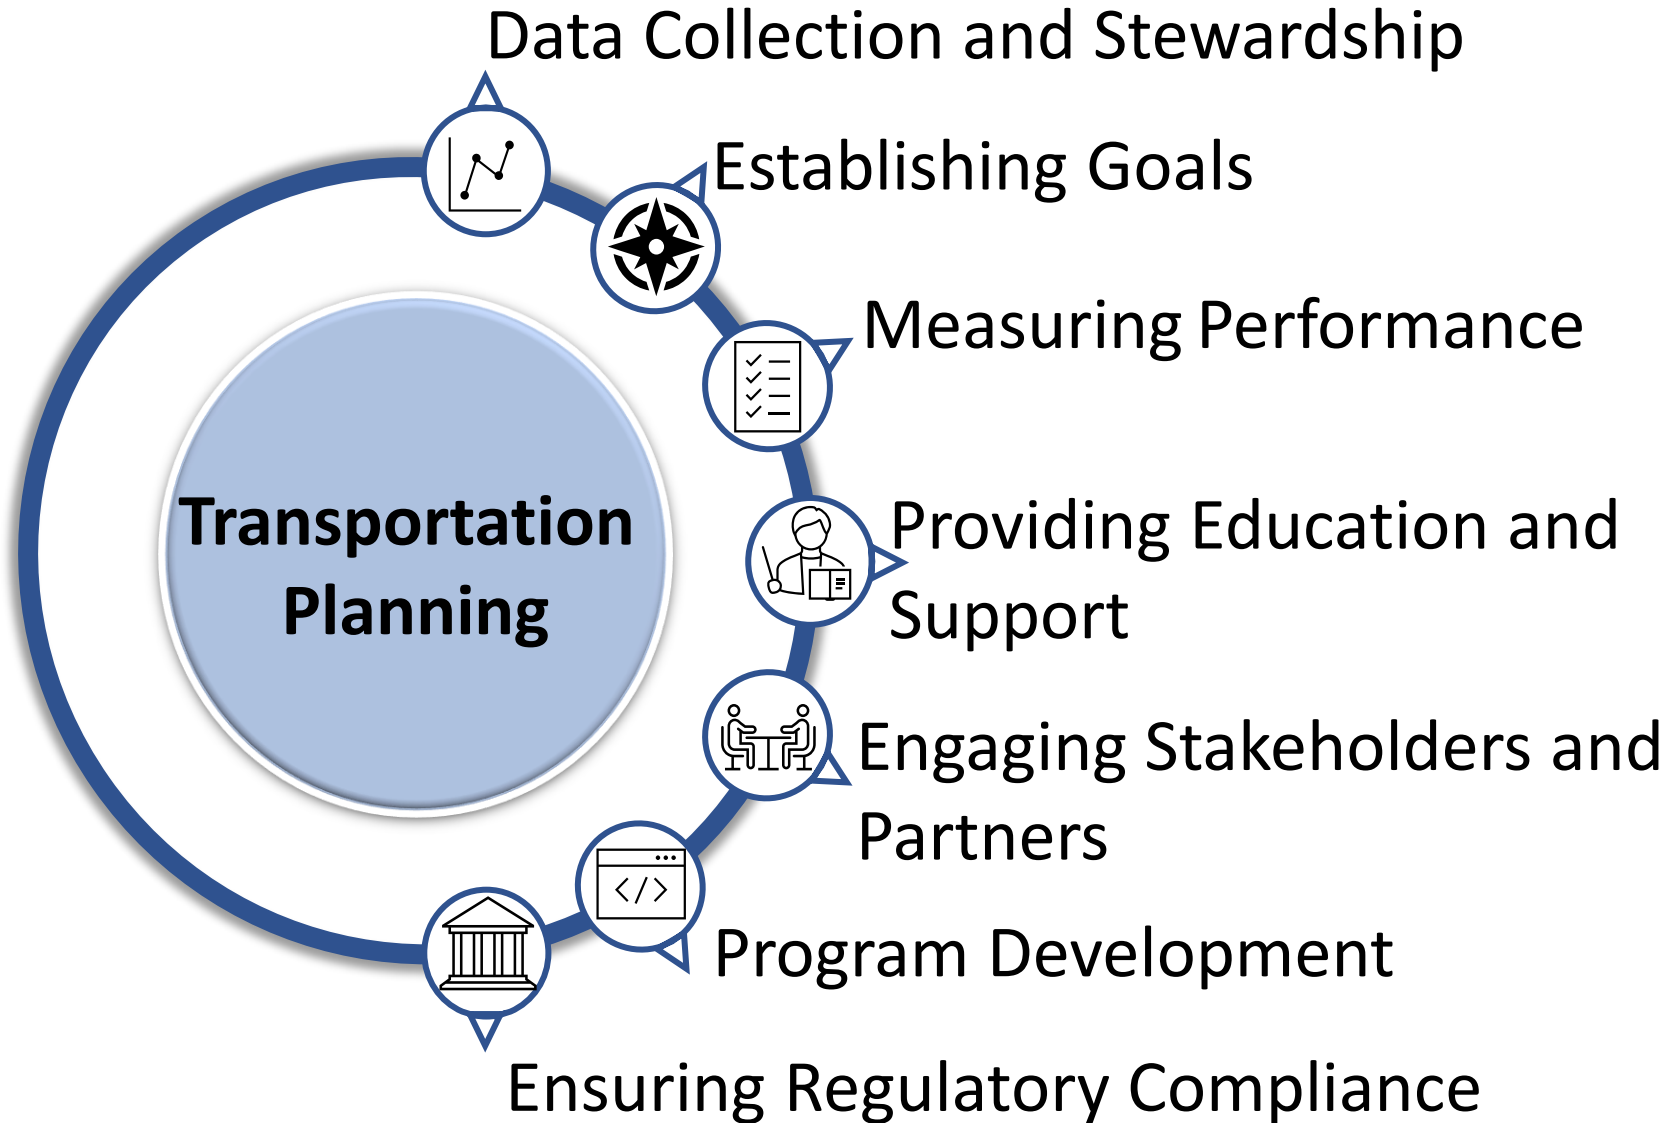 Data Collection and Stewardship
Establishing Goals
Measuring Performance
Transportation
Planning
Providing Education and
Support
Engaging Stakeholders and
Partners
</>
Program Development
Ensuring Regulatory Compliance